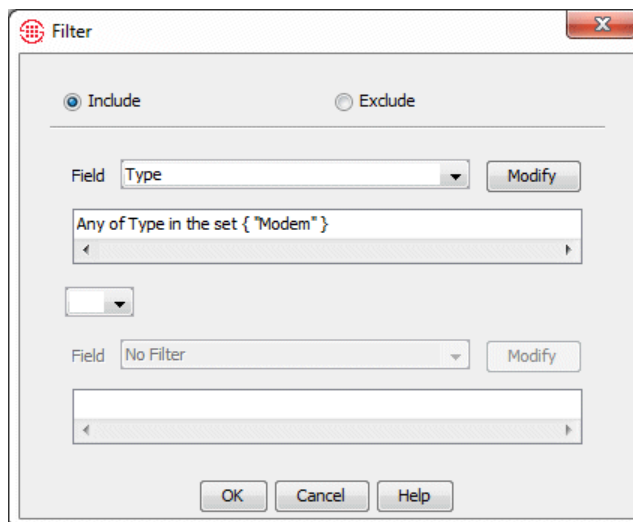 Filter
Include Exclude
Field Type Modify
Any of Type in the set { "Modem" }
Field No Filter Modify
OK Cancel Help